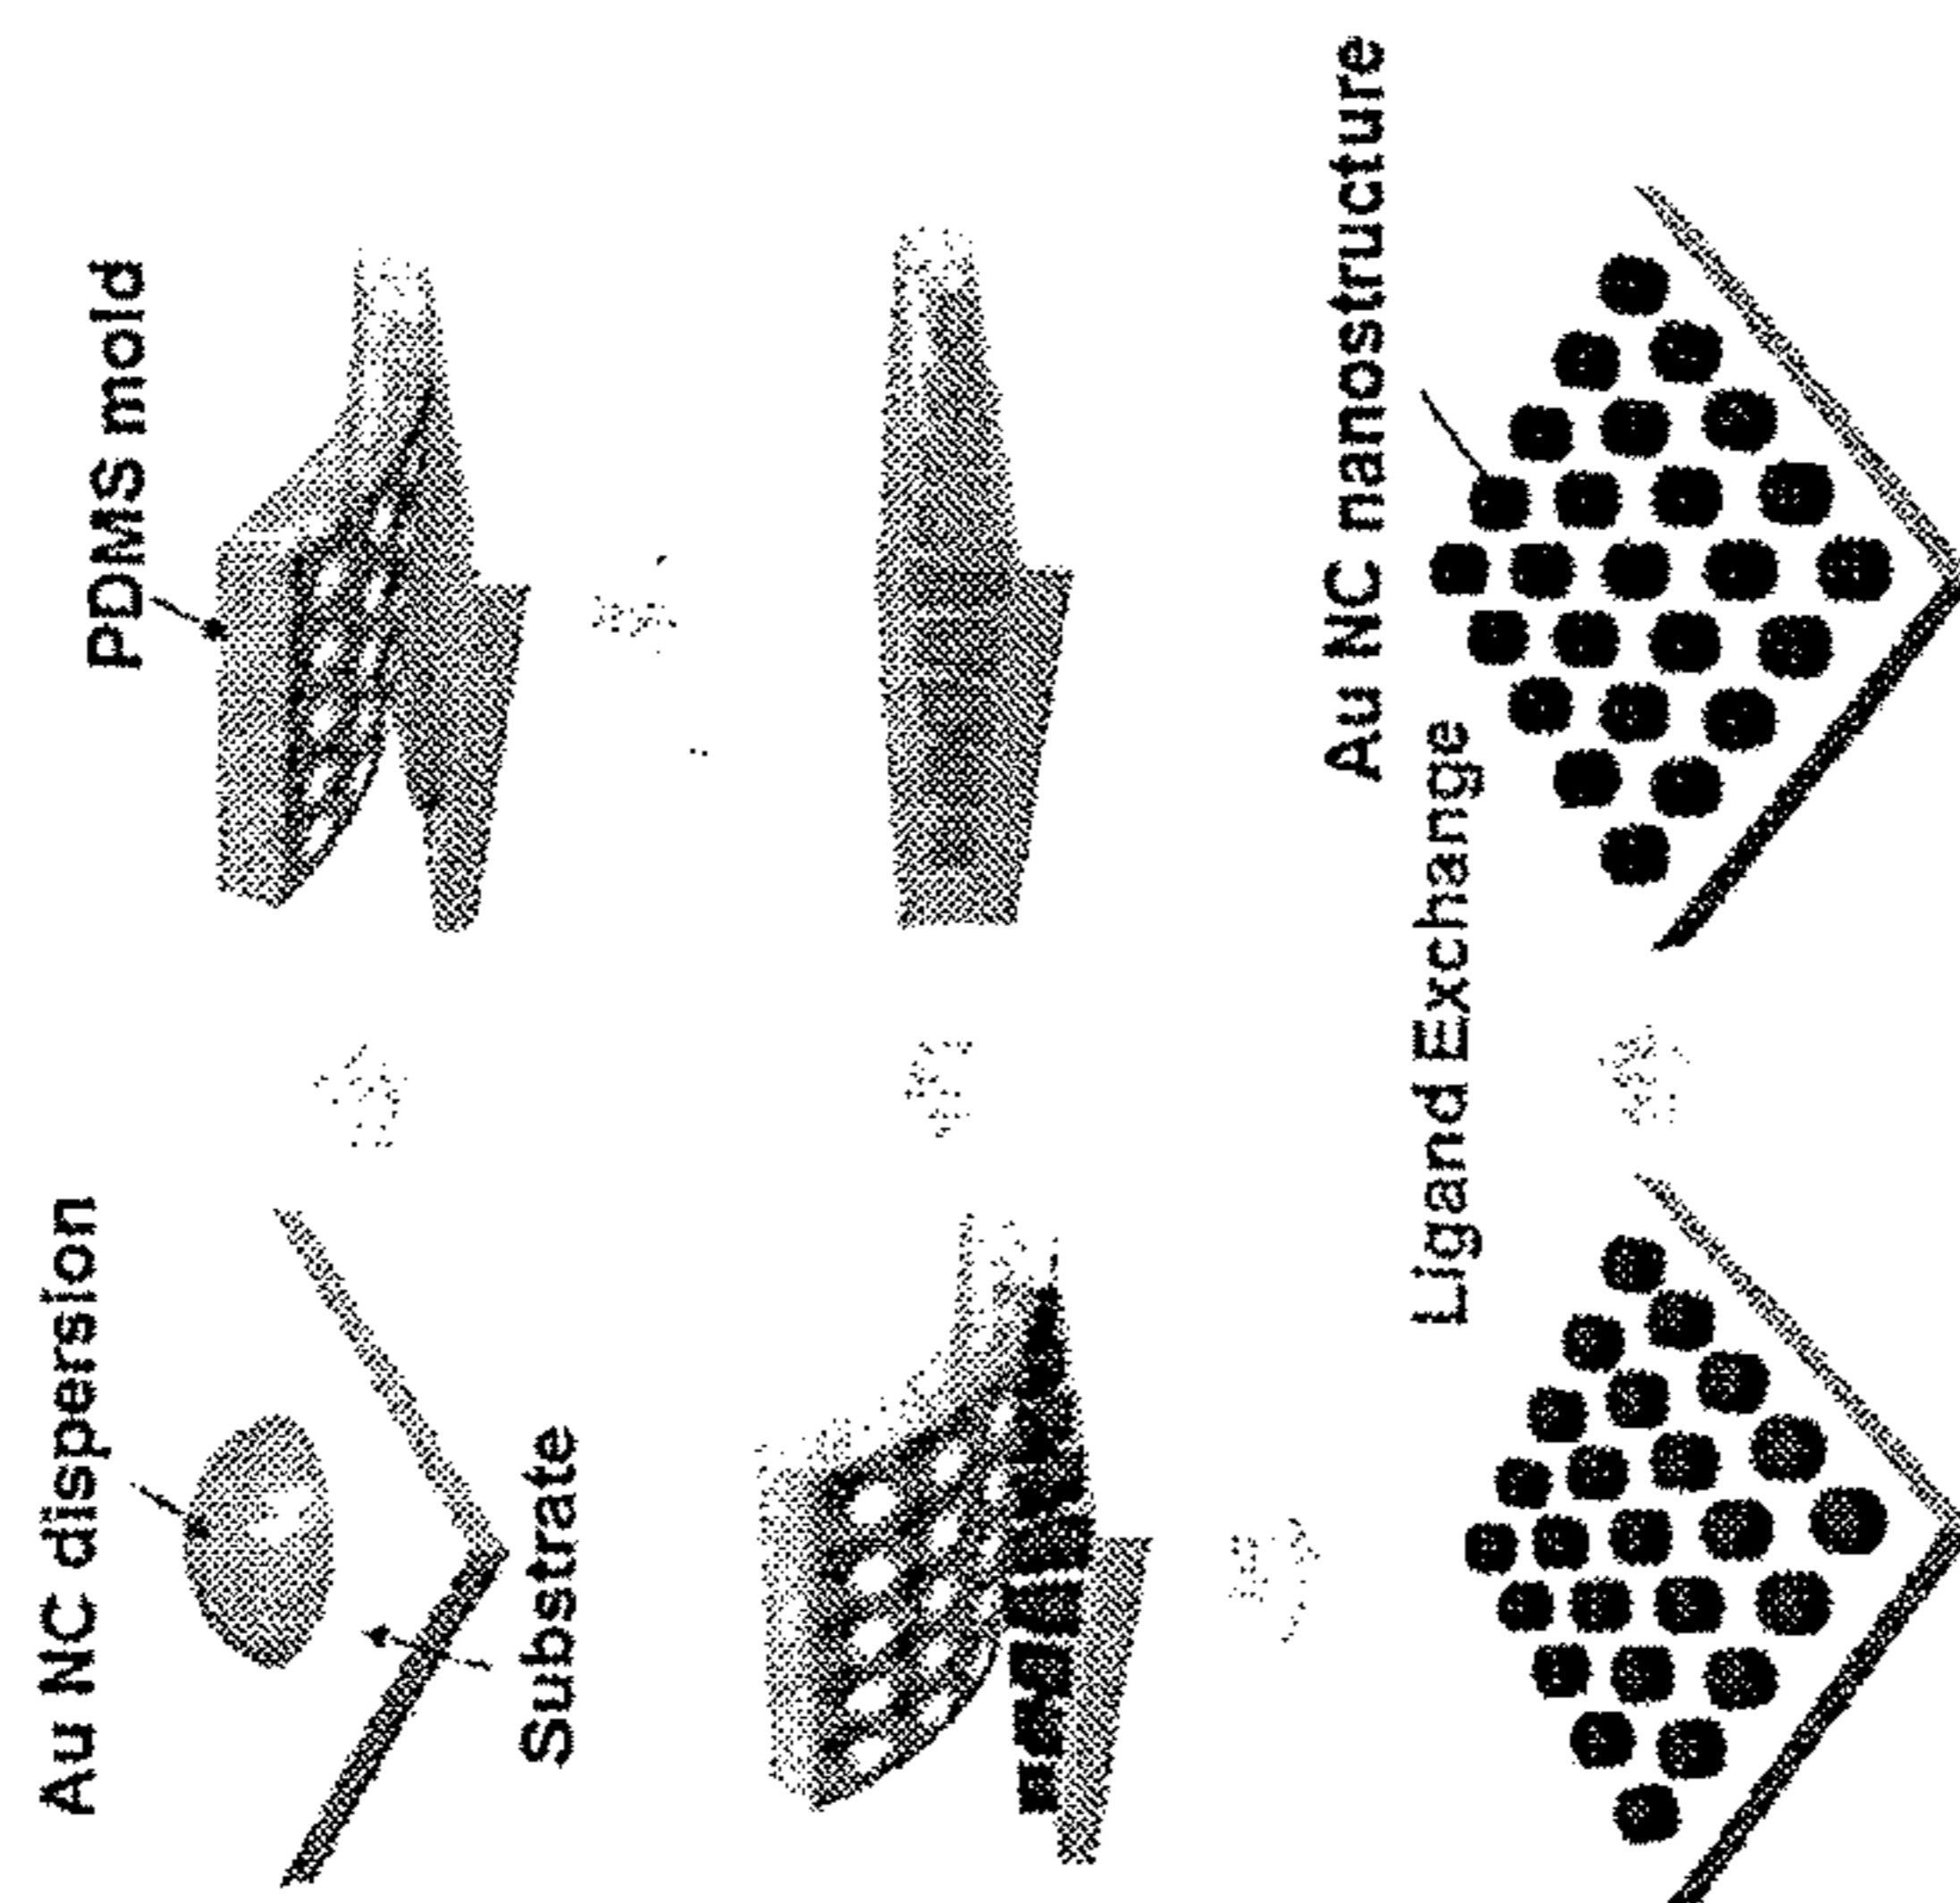 Au NC dispersion
PDMS mold
Substrate
Ligand Exchange
Au NC nanostructure